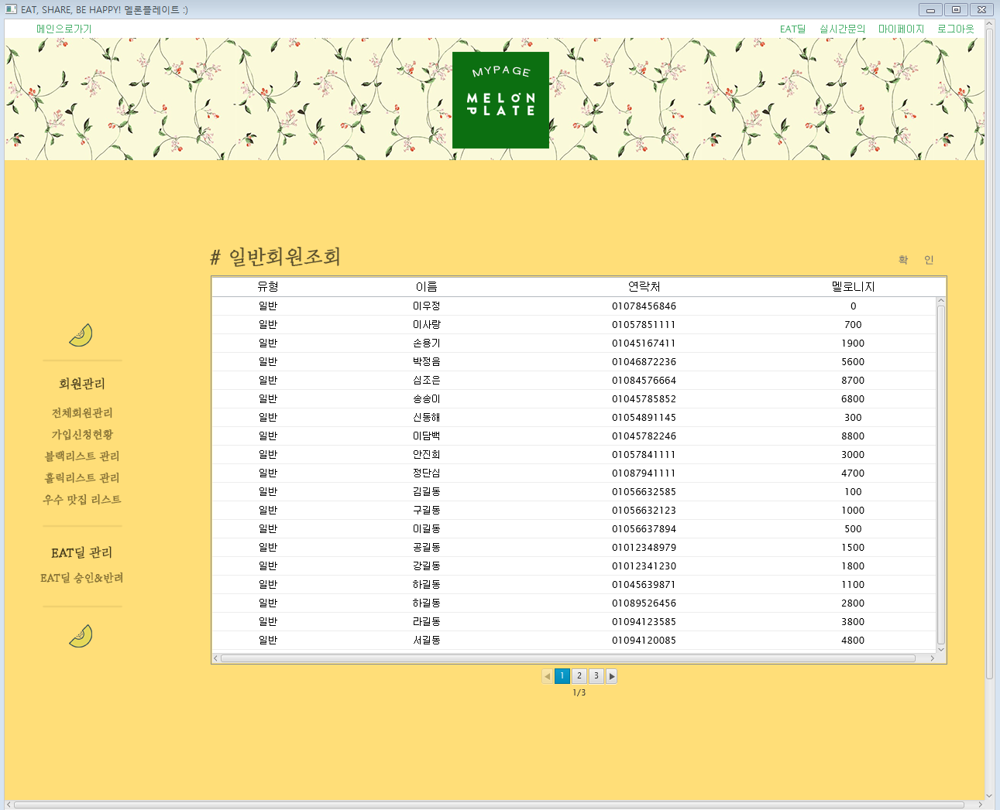 EAT, SHARE, BE HAPPY! 멜론플레이트 :)
메인으로가기 EAT딜 실시간문의 마이페이지 로그아웃
MYPAGE
MELON
PLATE
# 일반회원조회
확 인
유형 이름 연락처 멜로니지
일반 이우정 01078456846 0
일반 이사랑 01057851111 700
일반 손용기 01045167411 1900
일반 박정음 01046872236 5600
일반 심조은 01084576664 8700
일반 송송이 01045785852 6800
일반 신동해 01054891145 300
일반 이담백 01045782246 8800
일반 안진희 01057841111 3000
일반 정단심 01087941111 4700
일반 김길동 01056632585 100
일반 구길동 01056632123 1000
일반 이길동 01056637894 500
일반 공길동 01012348979 1500
일반 강길동 01012341230 1800
일반 하길동 01045639871 1100
일반 하길동 01089526456 2800
일반 라길동 01094123585 3800
일반 서길동 01094120085 4800
1 2 3
1/3
회원관리
전체회원관리
가입신청현황
블랙리스트 관리
홀릭리스트 관리
우수 맛집 리스트
EAT딜 관리
EAT딜 승인&반려